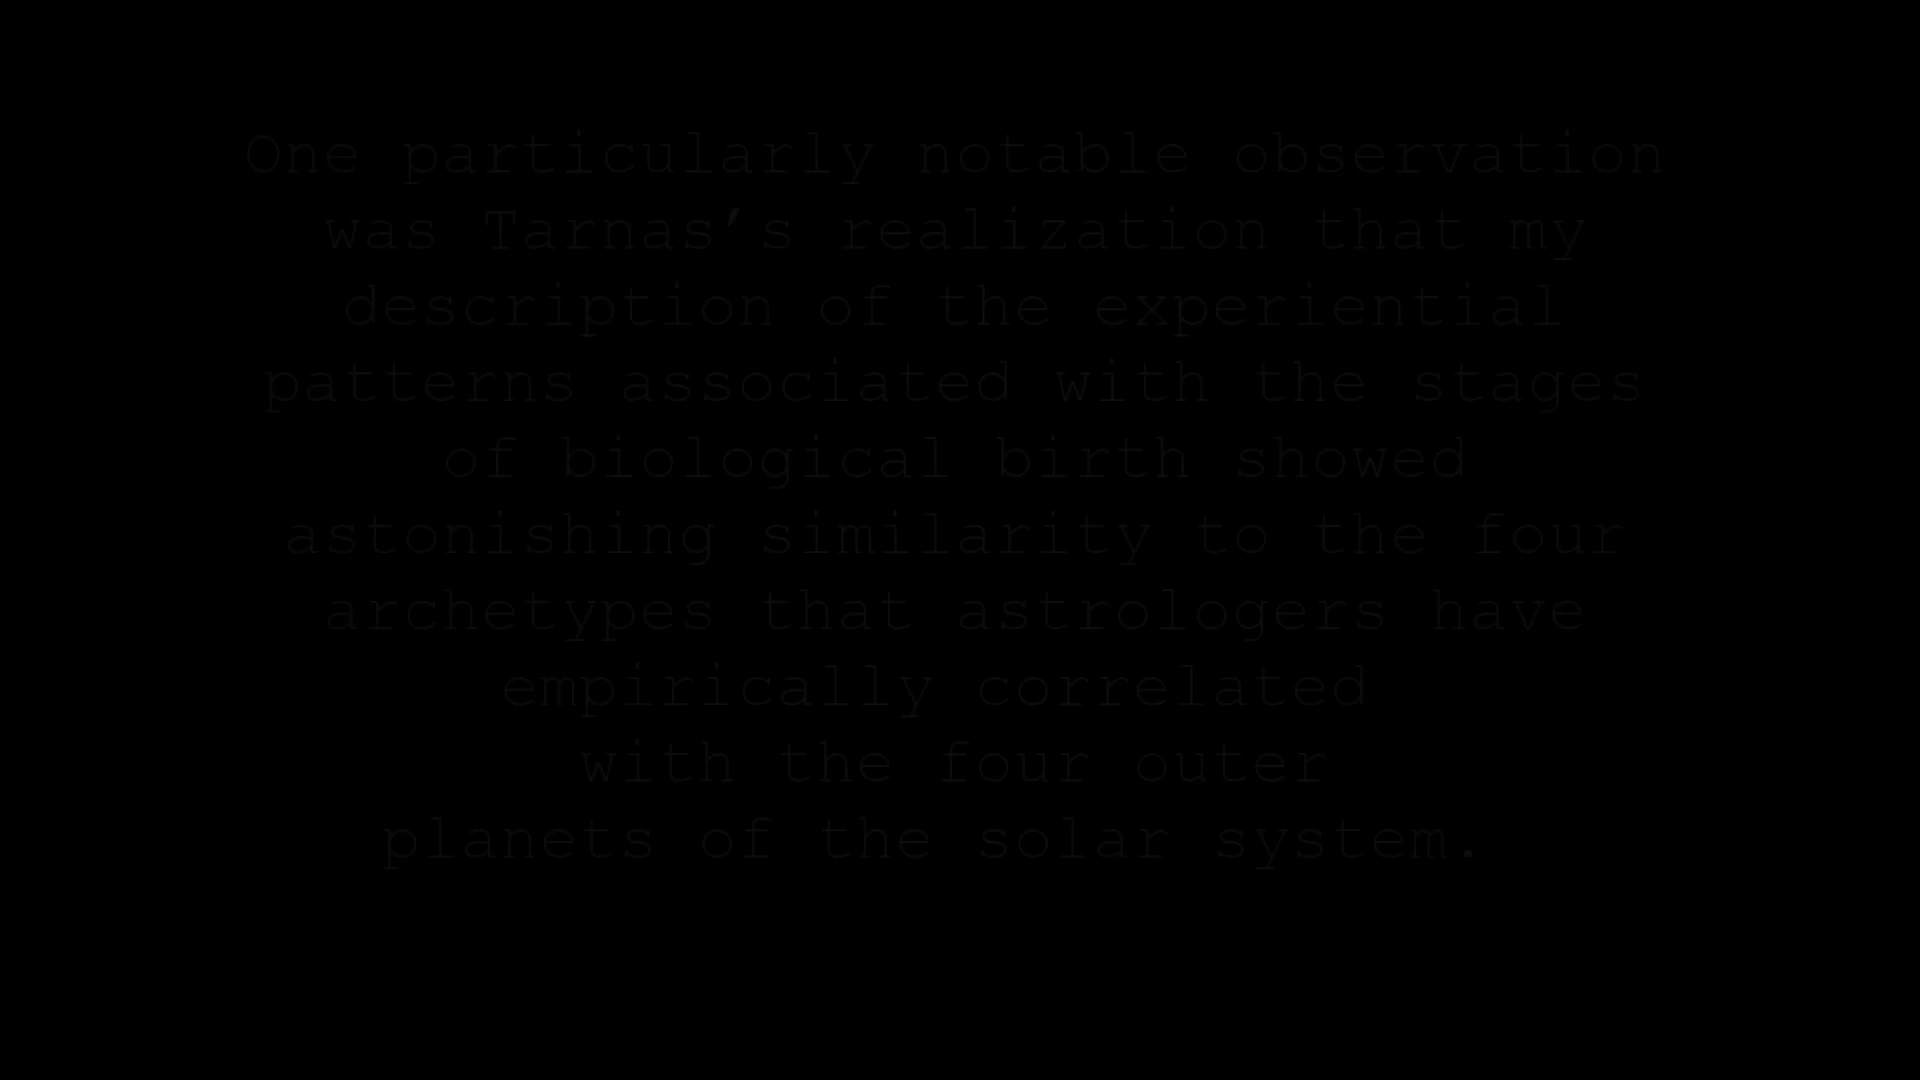 One particularly notable observation
was Tarnas’s realization that my
description of the experiential
patterns associated with the stages
of biological birth showed
astonishing similarity to the four
archetypes that astrologers have
empirically correlated
with the four outer
planets of the solar system.